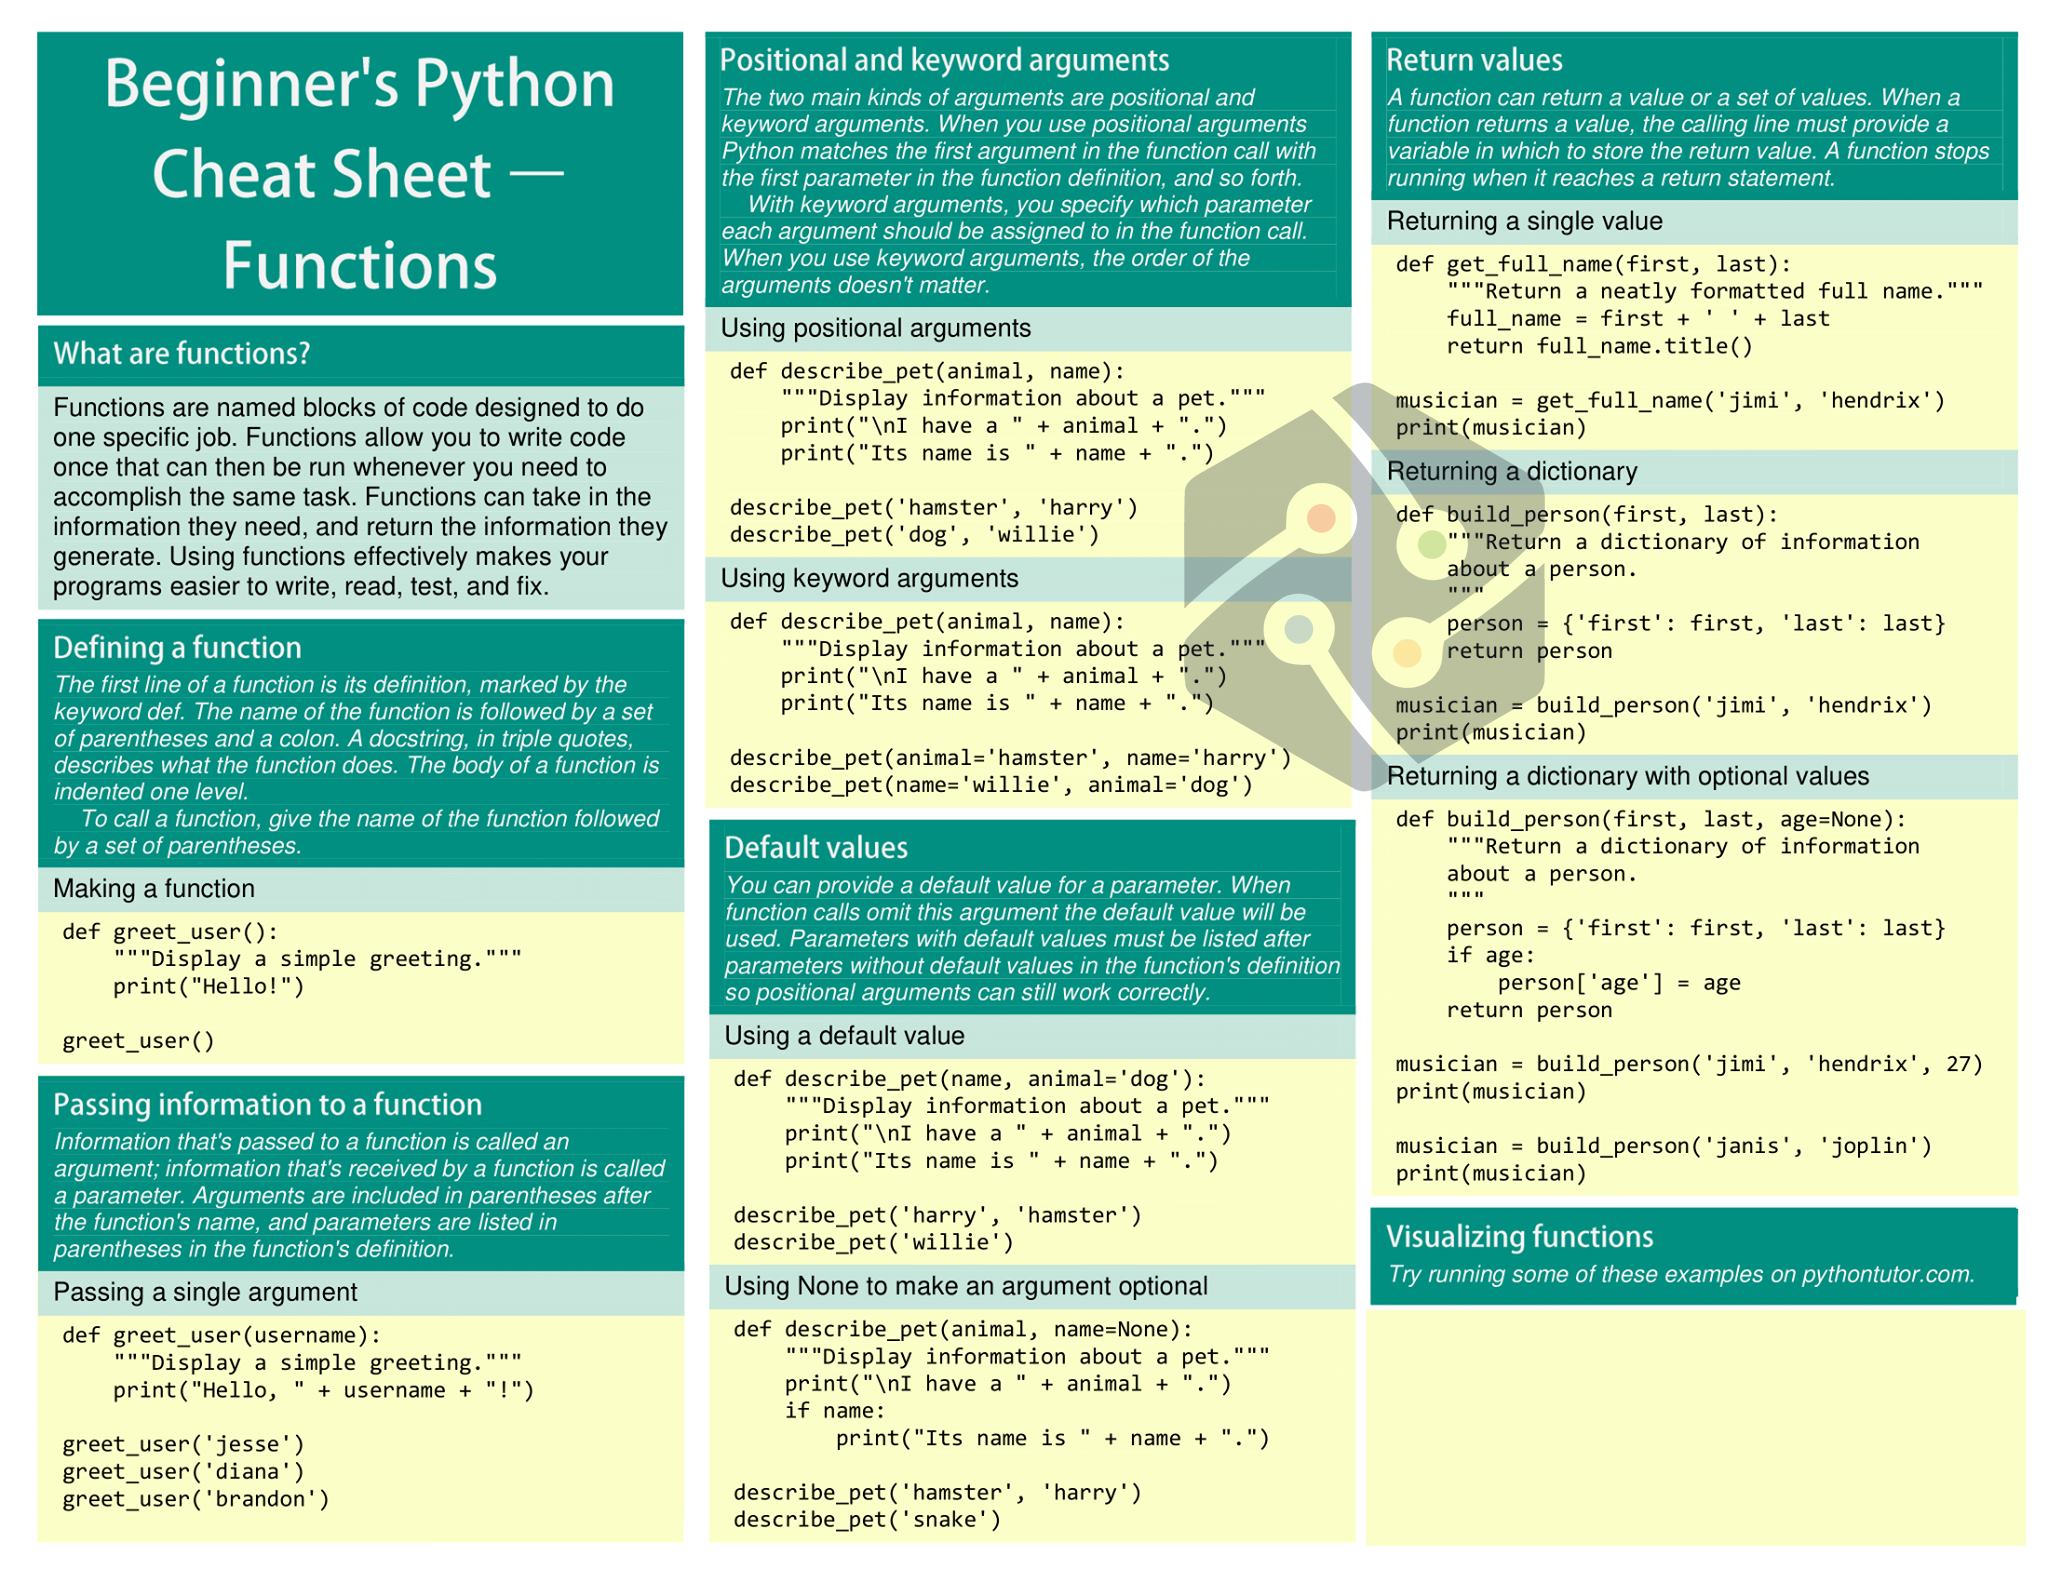 Beginner's Python
Cheat Sheet —
Functions
What are functions?
Functions are named blocks of code designed to do
one specific job. Functions allow you to write code
once that can then be run whenever you need to
accomplish the same task. Functions can take in the
information they need, and return the information they
generate. Using functions effectively makes your
programs easier to write, read, test, and fix.
Defining a function
The first line of a function is its definition, marked by the
keyword def. The name of the function is followed by a set
of parentheses and a colon. A docstring, in triple quotes,
describes what the function does. The body of a function is
indented one level.
To call a function, give the name of the function followed
by a set of parentheses.
Making a function
def greet_user():
    """Display a simple greeting."""
    print("Hello!")

greet_user()
Passing information to a function
Information that's passed to a function is called an
argument; information that's received by a function is called
a parameter. Arguments are included in parentheses after
the function's name, and parameters are listed in
parentheses in the function's definition.
Passing a single argument
def greet_user(username):
    """Display a simple greeting."""
    print("Hello, " + username + "!")

greet_user('jesse')
greet_user('diana')
greet_user('brandon')
Positional and keyword arguments
The two main kinds of arguments are positional and
keyword arguments. When you use positional arguments
Python matches the first argument in the function call with
the first parameter in the function definition, and so forth.
With keyword arguments, you specify which parameter
each argument should be assigned to in the function call.
When you use keyword arguments, the order of the
arguments doesn't matter.
Using positional arguments
def describe_pet(animal, name):
    """Display information about a pet."""
    print("\nI have a " + animal + ".")
    print("Its name is " + name + ".")

describe_pet('hamster', 'harry')
describe_pet('dog', 'willie')
Using keyword arguments
def describe_pet(animal, name):
    """Display information about a pet."""
    print("\nI have a " + animal + ".")
    print("Its name is " + name + ".")

describe_pet(animal='hamster', name='harry')
describe_pet(name='willie', animal='dog')
Default values
You can provide a default value for a parameter. When
function calls omit this argument the default value will be
used. Parameters with default values must be listed after
parameters without default values in the function's definition
so positional arguments can still work correctly.
Using a default value
def describe_pet(name, animal='dog'):
    """Display information about a pet."""
    print("\nI have a " + animal + ".")
    print("Its name is " + name + ".")

describe_pet('harry', 'hamster')
describe_pet('willie')
Using None to make an argument optional
def describe_pet(animal, name=None):
    """Display information about a pet."""
    print("\nI have a " + animal + ".")
    if name:
        print("Its name is " + name + ".")

describe_pet('hamster', 'harry')
describe_pet('snake')
Return values
A function can return a value or a set of values. When a
function returns a value, the calling line must provide a
variable in which to store the return value. A function stops
running when it reaches a return statement.
Returning a single value
def get_full_name(first, last):
    """Return a neatly formatted full name."""
    full_name = first + ' ' + last
    return full_name.title()

musician = get_full_name('jimi', 'hendrix')
print(musician)
Returning a dictionary
def build_person(first, last):
    """Return a dictionary of information
    about a person.
    """
    person = {'first': first, 'last': last}
    return person

musician = build_person('jimi', 'hendrix')
print(musician)
Returning a dictionary with optional values
def build_person(first, last, age=None):
    """Return a dictionary of information
    about a person.
    """
    person = {'first': first, 'last': last}
    if age:
        person['age'] = age
    return person

musician = build_person('jimi', 'hendrix', 27)
print(musician)

musician = build_person('janis', 'joplin')
print(musician)
Visualizing functions
Try running some of these examples on pythontutor.com.